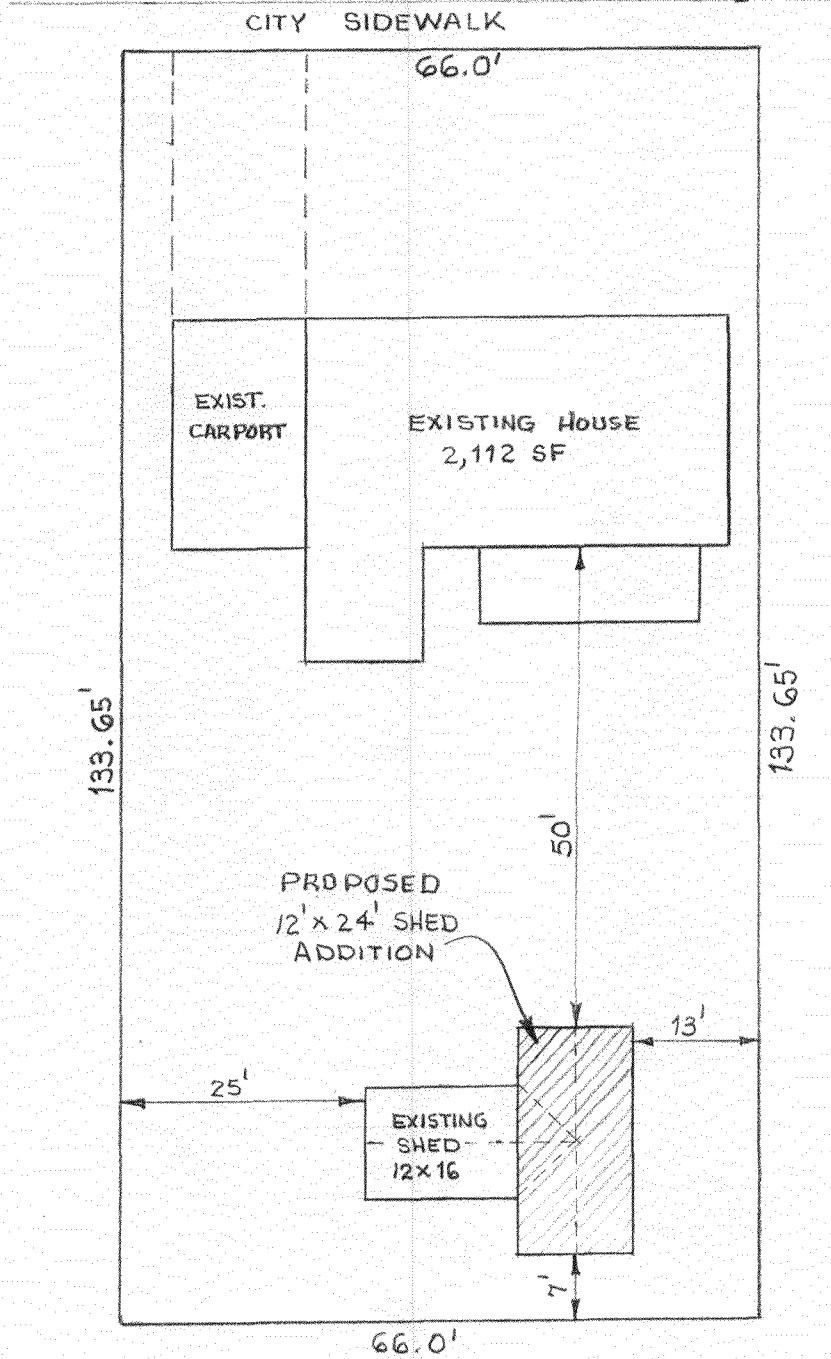 CITY SIDEWALK
66.0'
EXIST.
CARPORT
EXISTING HOUSE
2,112 SF
133.65'
133.65'
50'
PROPOSED
12' x 24' SHED
ADDITION
13'
25'
EXISTING
SHED
12x16
7'
66.0'